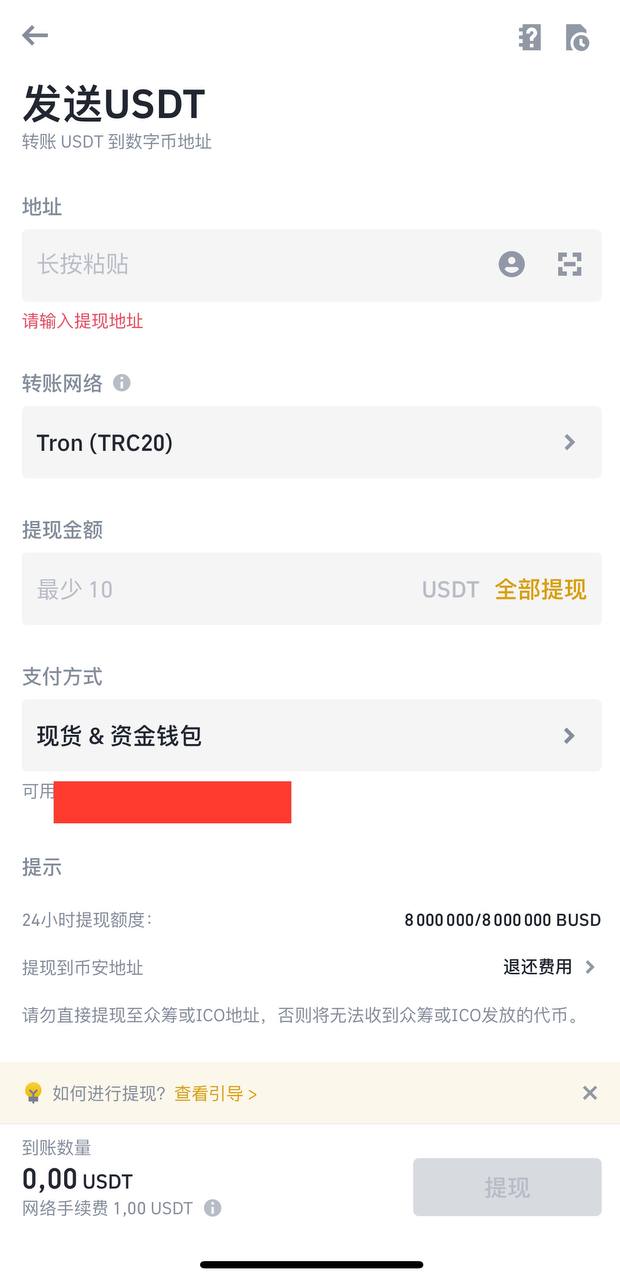 发送USDT
转账 USDT 到数字币地址
地址
长按粘贴
请输入提现地址
转账网络
Tron (TRC20)
提现金额
最少 10 USDT 全部提现
支付方式
现货 & 资金钱包
可用
提示
24小时提现额度: 8 000 000/8 000 000 BUSD
提现到币安地址 退还费用
请勿直接提现至众筹或ICO地址，否则将无法收到众筹或ICO发放的代币。
如何进行提现? 查看引导 >
到账数量
0,00 USDT
网络手续费 1,00 USDT
提现